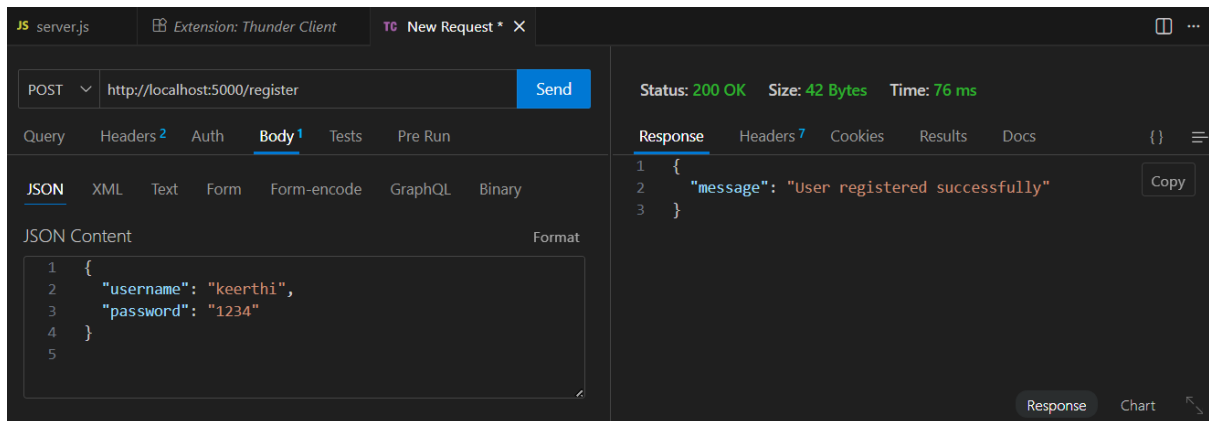 JS server.js Extension: Thunder Client TC New Request * ✕ ...
POST http://localhost:5000/register Send
Query Headers 2 Auth Body 1 Tests Pre Run
JSON XML Text Form Form-encode GraphQL Binary
JSON Content Format
1 {
2 "username": "keerthi",
3 "password": "1234"
4 }
5
Status: 200 OK Size: 42 Bytes Time: 76 ms
Response Headers 7 Cookies Results Docs {}
1 {
2 "message": "User registered successfully"
3 }
Copy
Response Chart